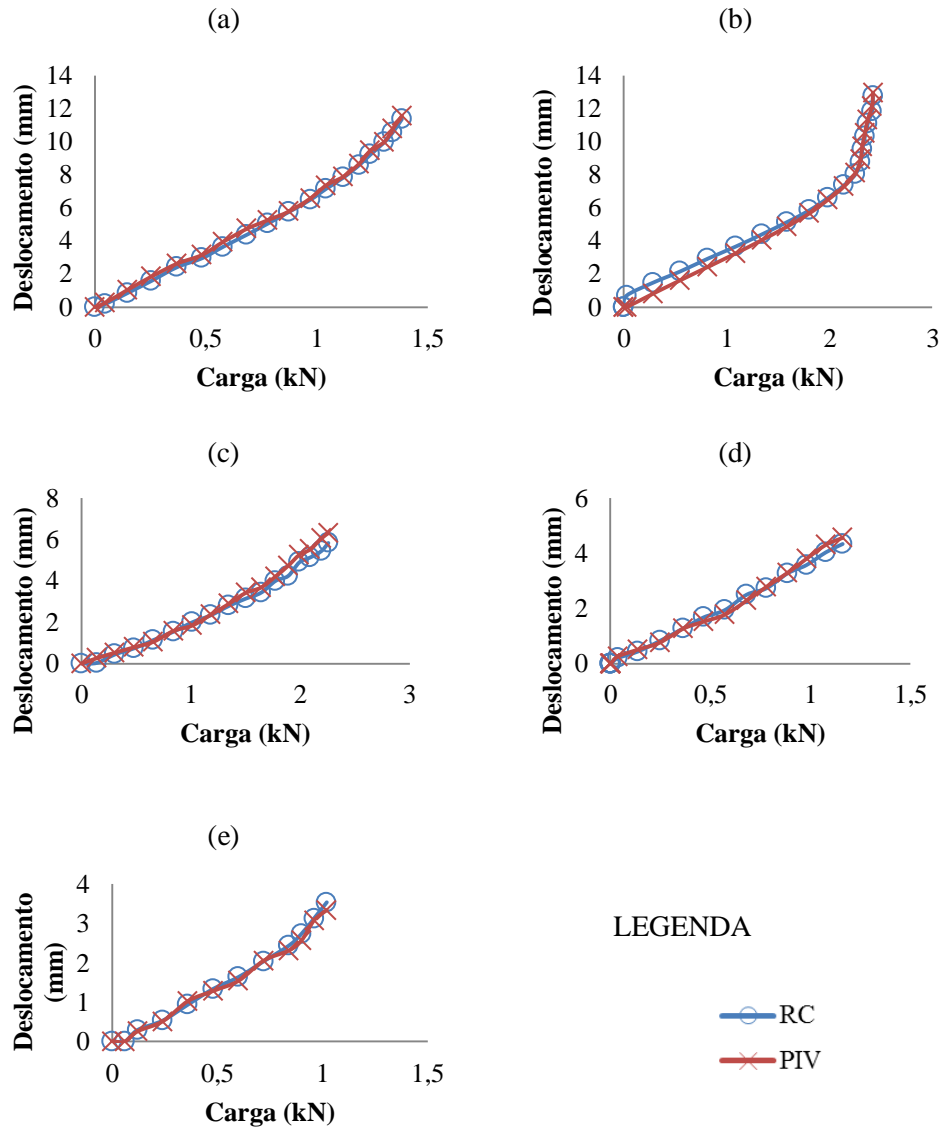 (a)
14
12
10
8
6
4
2
0
0
0,5
1
1,5
Deslocamento (mm)
Carga (kN)
(b)
14
12
10
8
6
4
2
0
0
1
2
3
Deslocamento (mm)
Carga (kN)
(c)
8
6
4
2
0
0
1
2
3
Deslocamento (mm)
Carga (kN)
(d)
6
4
2
0
0
0,5
1
1,5
Deslocamento (mm)
Carga (kN)
(e)
4
3
2
1
0
0
0,5
1
1,5
Deslocamento
(mm)
Carga (kN)
LEGENDA
RC
PIV